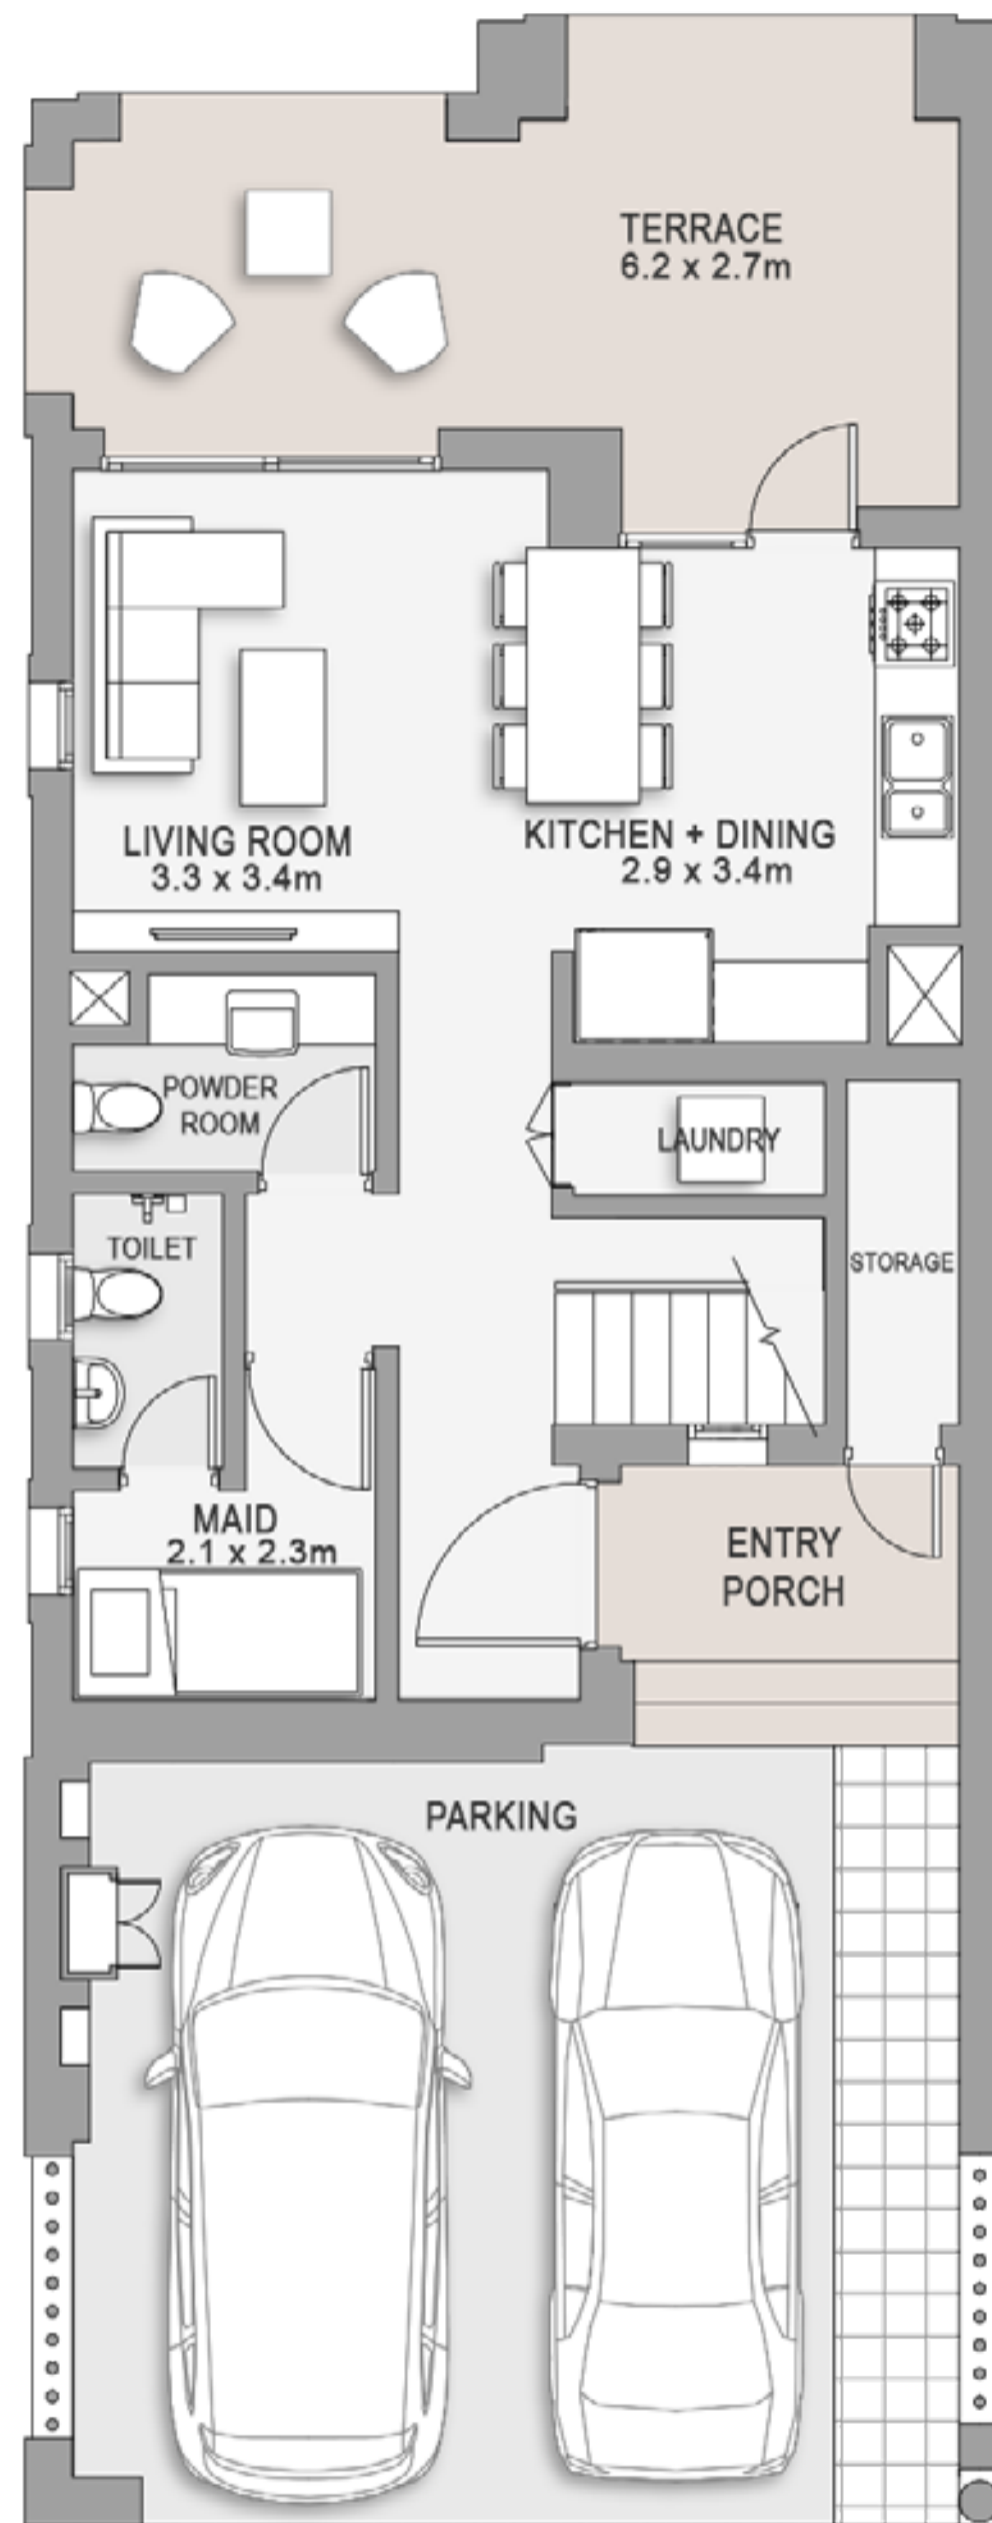 TERRACE
6.2 x 2.7m
LIVING ROOM
3.3 x 3.4m
KITCHEN + DINING
2.9 x 3.4m
POWDER
ROOM
LAUNDRY
TOILET
STORAGE
MAID
2.1 x 2.3m
ENTRY
PORCH
PARKING